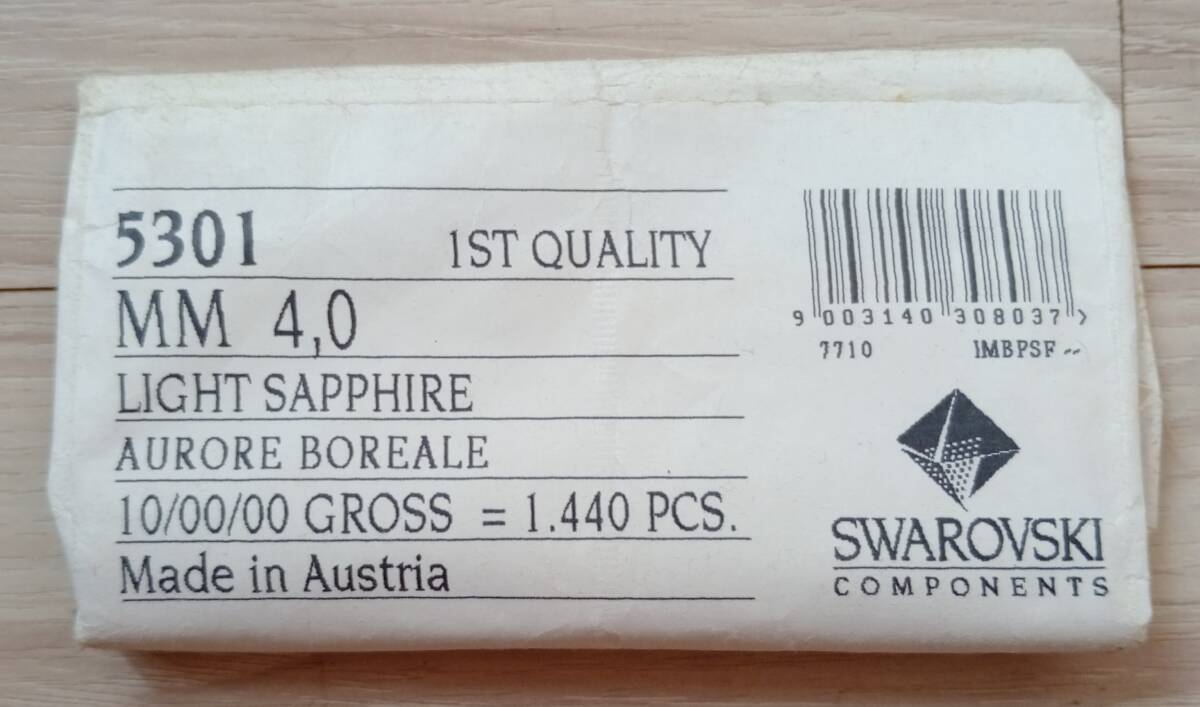 5301 1ST QUALITY
MM 4,0
LIGHT SAPPHIRE
AURORE BOREALE
10/00/00 GROSS = 1.440 PCS.
Made in Austria
9 003140 308037 >
7710 IMBPSF --
SWAROVSKI
COMPONENTS